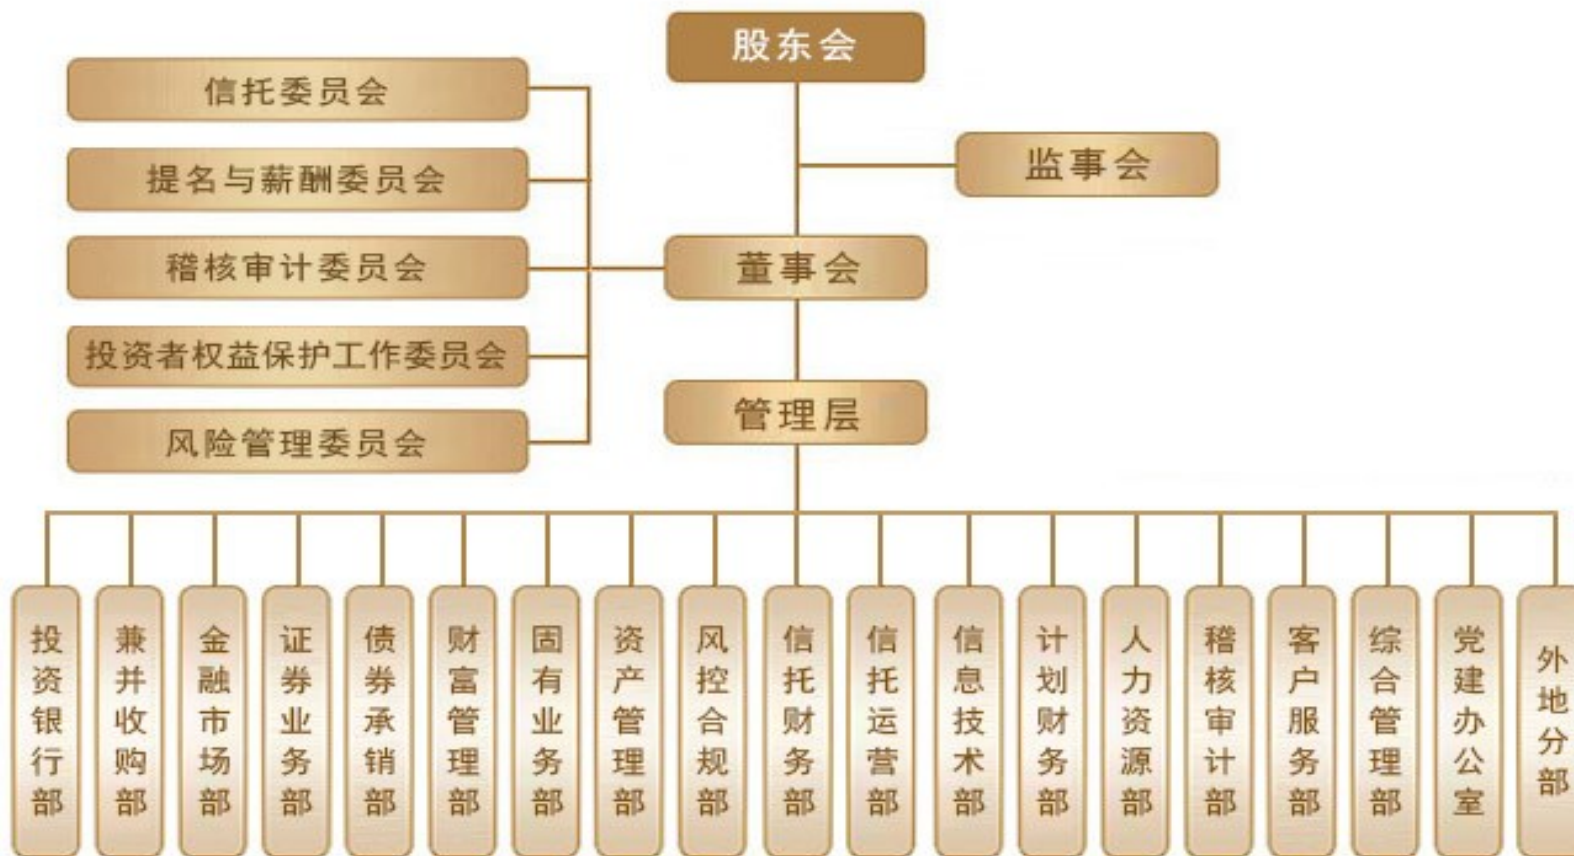 股东会
信托委员会
监事会
提名与薪酬委员会
稽核审计委员会
董事会
投资者权益保护工作委员会
管理层
风险管理委员会
投资银行部
兼并收购部
金融市场部
证券业务部
债券承销部
财富管理部
固有业务部
资产管理部
风控合规部
信托财务部
信托运营部
信息技术部
计划财务部
人力资源部
稽核审计部
客户服务部
综合管理部
党建办公室
外地分部